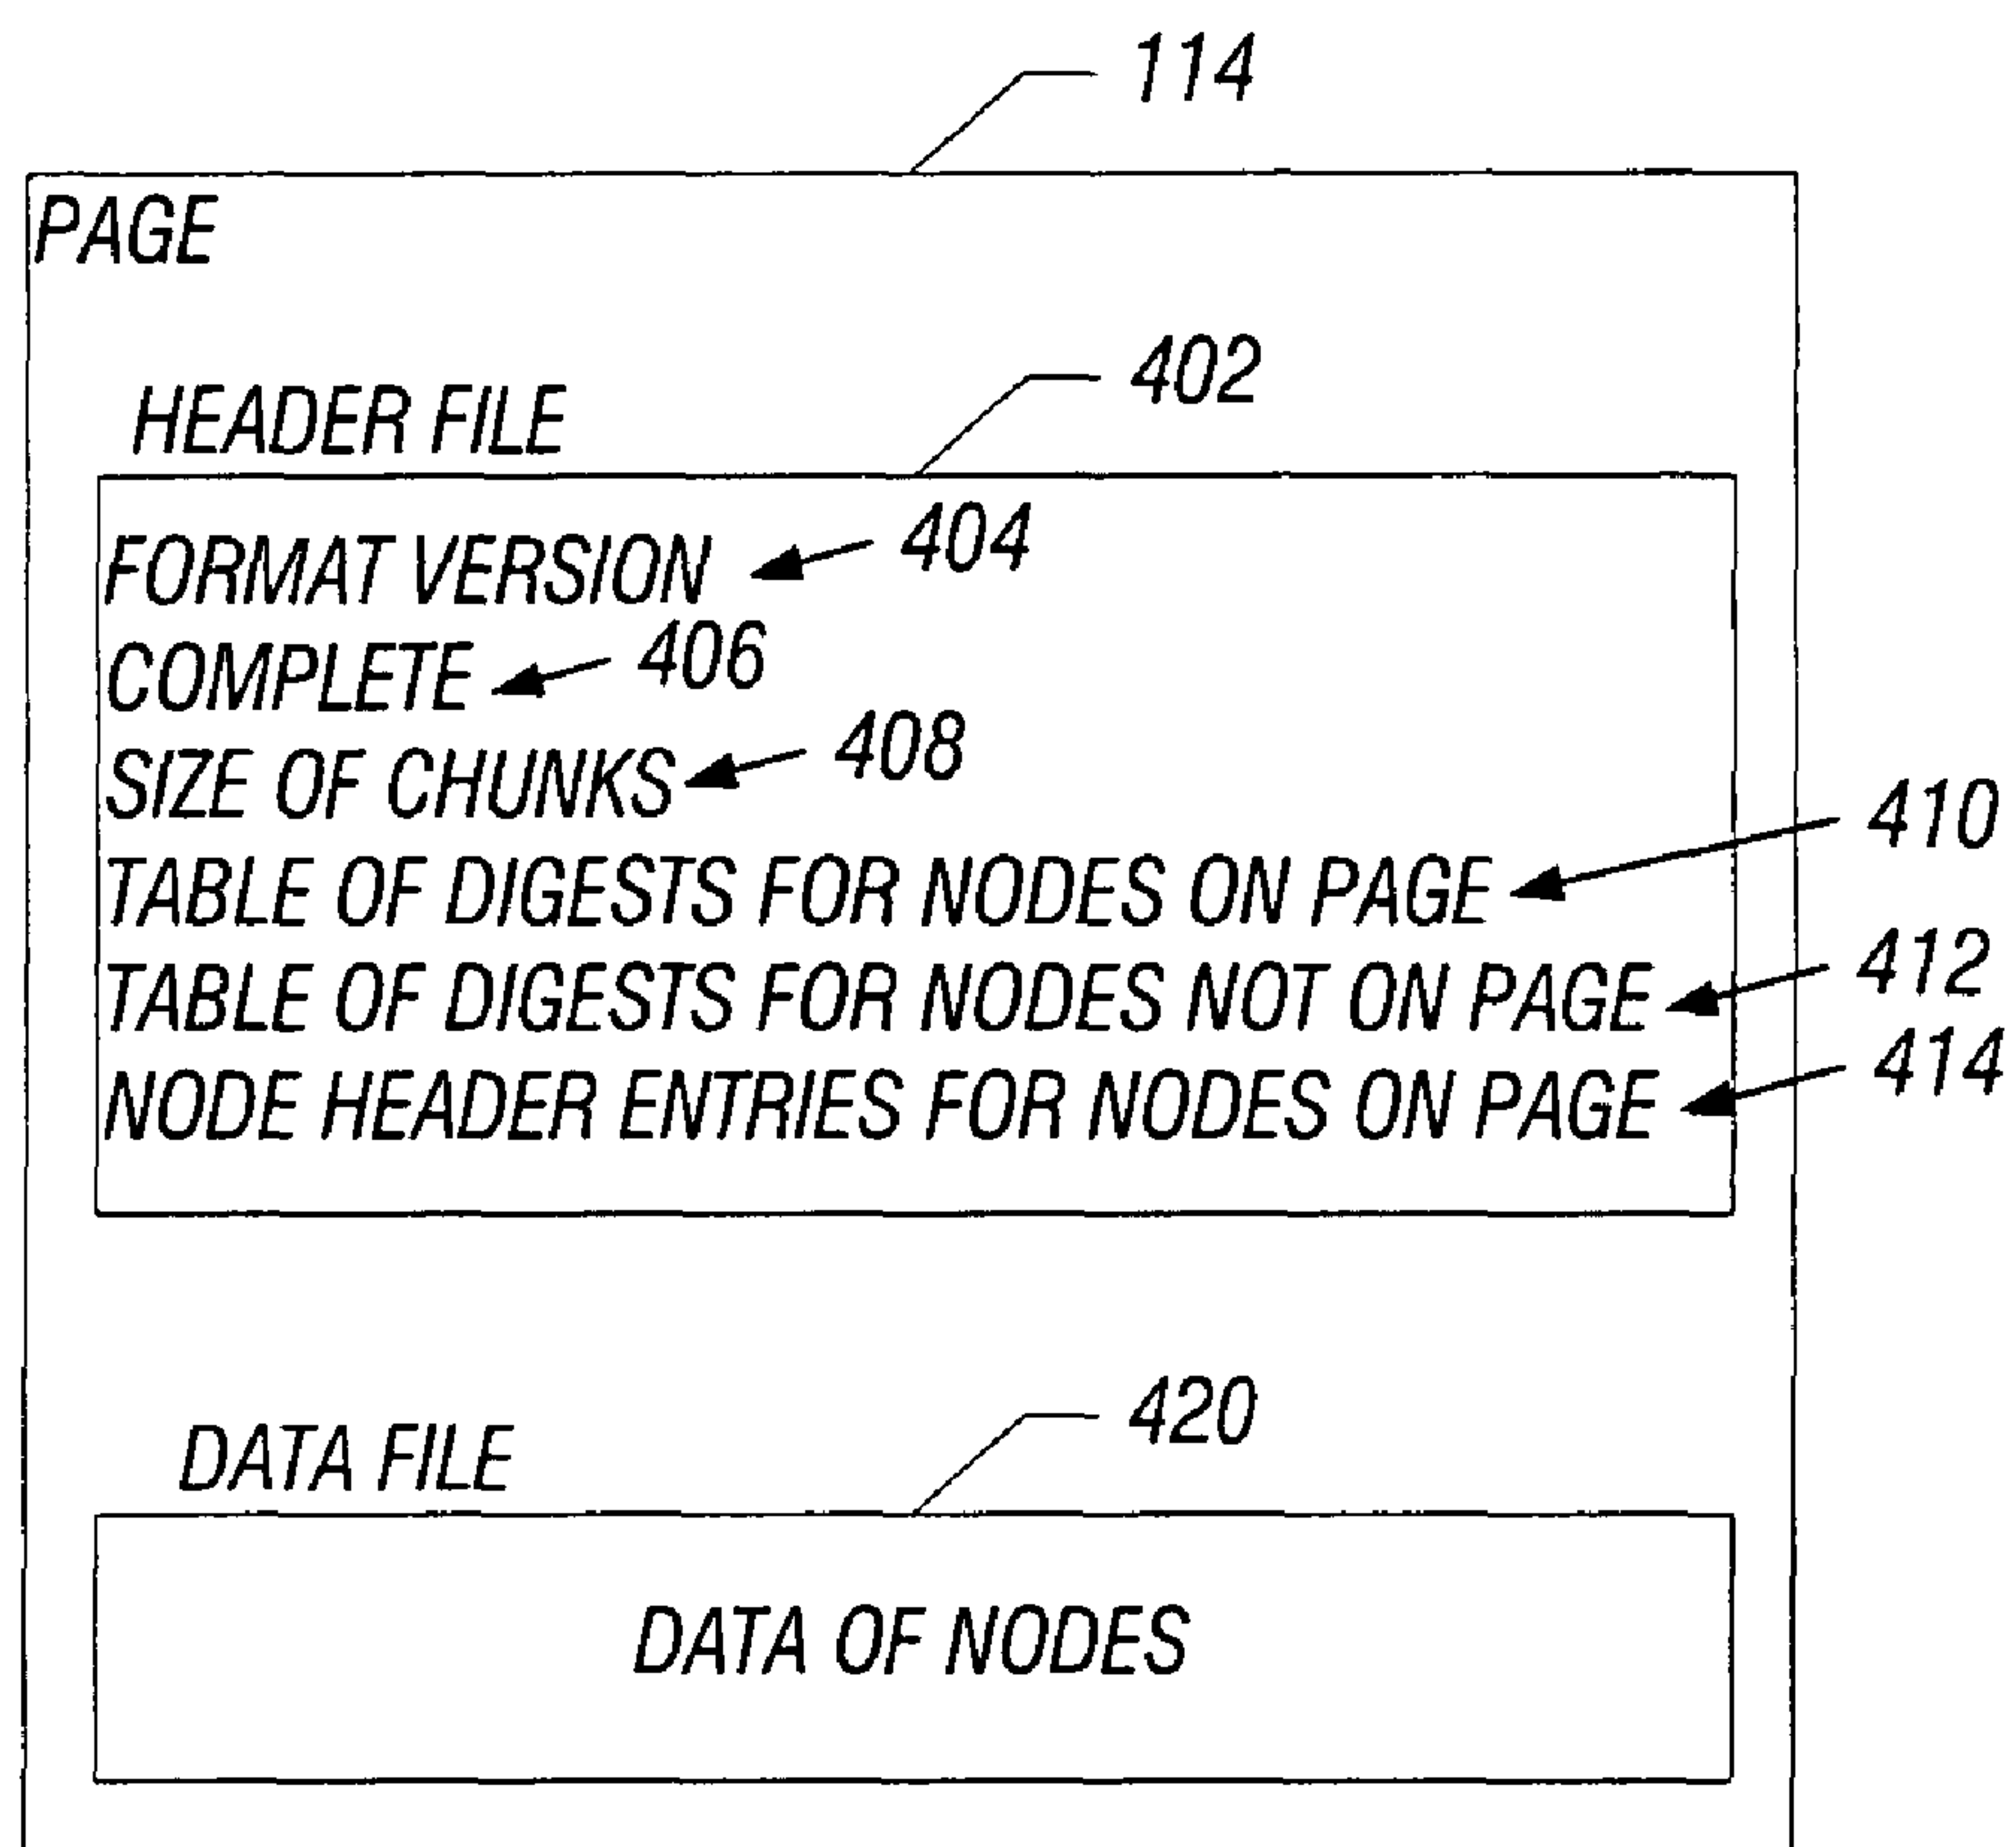 114
PAGE
402
HEADER FILE
FORMAT VERSION 404
COMPLETE 406
SIZE OF CHUNKS 408
TABLE OF DIGESTS FOR NODES ON PAGE 410
TABLE OF DIGESTS FOR NODES NOT ON PAGE 412
NODE HEADER ENTRIES FOR NODES ON PAGE 414
420
DATA FILE
DATA OF NODES